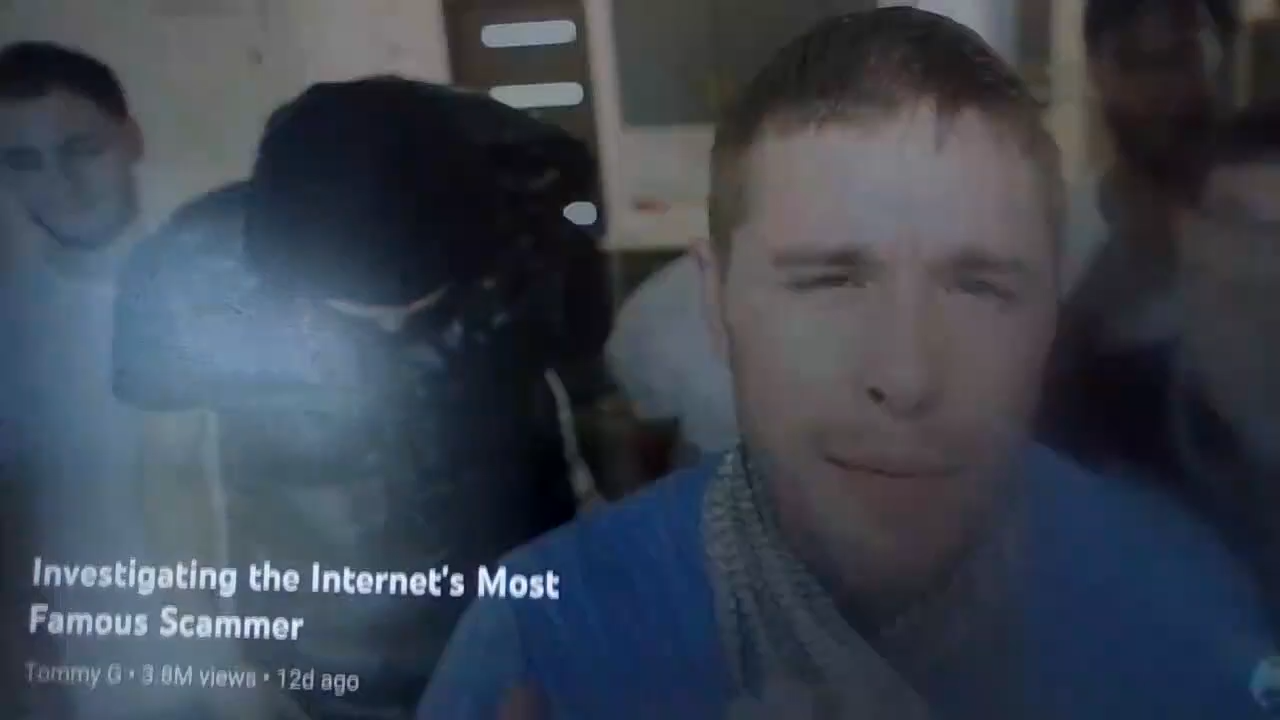 Investigating the Internet's Most
Famous Scammer
Tommy G • 3.8M views • 12d ago